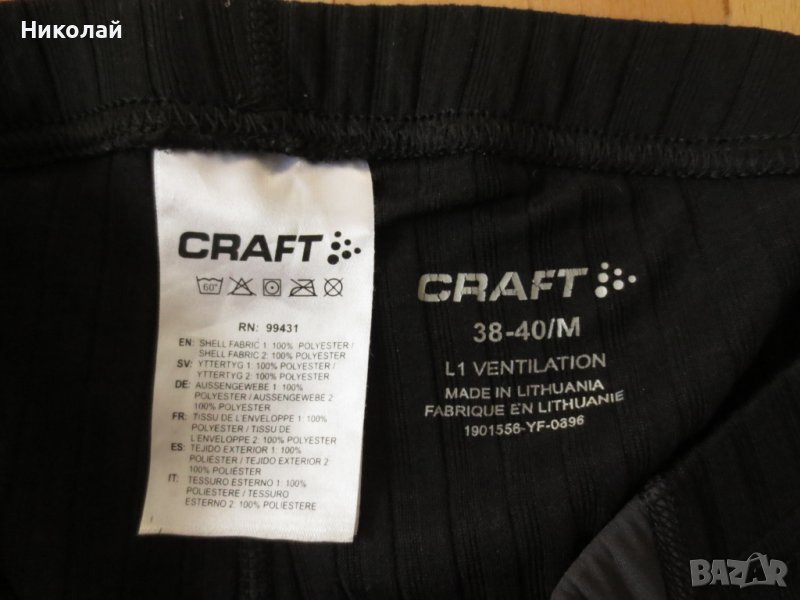 Николай
CRAFT
60°
RN: 99431
EN: SHELL FABRIC 1: 100% POLYESTER /
SHELL FABRIC 2: 100% POLYESTER
SV: YTTERTYG 1: 100% POLYESTER /
YTTERTYG 2: 100% POLYESTER
DE: AUSSENGEWEBE 1: 100%
POLYESTER / AUSSENGEWEBE 2:
100% POLYESTER
FR: TISSU DE L'ENVELOPPE 1: 100%
POLYESTER / TISSU DE
L'ENVELOPPE 2: 100% POLYESTER
ES: TEJIDO EXTERIOR 1: 100%
POLIÉSTER / TEJIDO EXTERIOR 2:
100% POLIÉSTER
IT: TESSURO ESTERNO 1: 100%
POLIESTERE / TESSURO
ESTERNO 2: 100% POLIESTERE
CRAFT
38-40/M
L1 VENTILATION
MADE IN LITHUANIA
FABRIQUE EN LITHUANIE
1901556-YF-0896
BAZAR